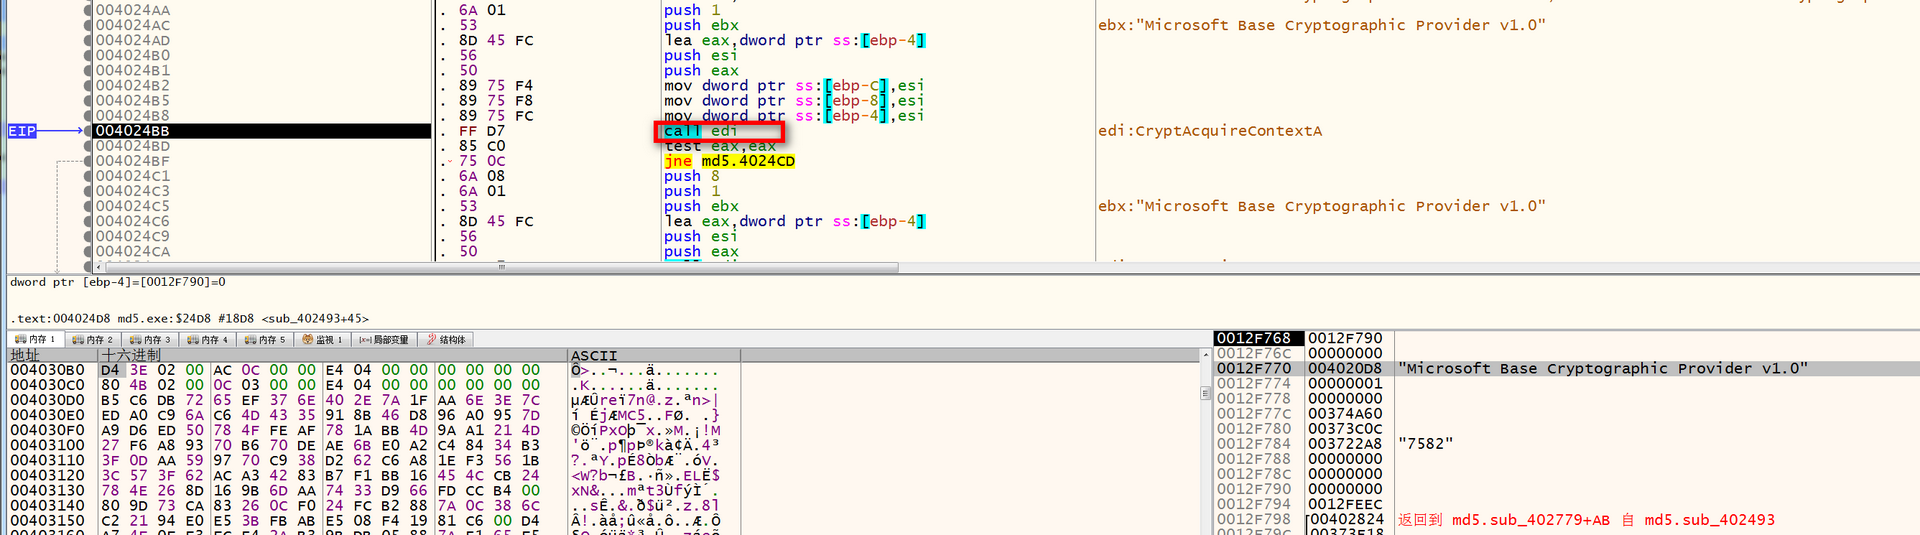 004024AA . 6A 01 push 1
004024AC . 53 push ebx ebx:"Microsoft Base Cryptographic Provider v1.0"
004024AD . 8D 45 FC lea eax,dword ptr ss:[ebp-4]
004024B0 . 56 push esi
004024B1 . 50 push eax
004024B2 . 89 75 F4 mov dword ptr ss:[ebp-C],esi
004024B5 . 89 75 F8 mov dword ptr ss:[ebp-8],esi
004024B8 . 89 75 FC mov dword ptr ss:[ebp-4],esi
EIP 004024BB . FF D7 call edi edi:CryptAcquireContextA
004024BD . 85 C0 test eax,eax
004024BF . 75 0C jne md5.4024CD
004024C1 . 6A 08 push 8
004024C3 . 6A 01 push 1
004024C5 . 53 push ebx ebx:"Microsoft Base Cryptographic Provider v1.0"
004024C6 . 8D 45 FC lea eax,dword ptr ss:[ebp-4]
004024C9 . 56 push esi
004024CA . 50 push eax
dword ptr [ebp-4]=[0012F790]=0
.text:004024D8 md5.exe:$24D8 #18D8 <sub_402493+45>
内存 1 内存 2 内存 3 内存 4 内存 5 监视 1 [x=]局部变量 结构体
地址 十六进制 ASCII
004030B0 D4 3E 02 00 AC 0C 00 00 E4 04 00 00 00 00 00 00 Ô>..¬...ä.......
004030C0 80 4B 02 00 0C 03 00 00 E4 04 00 00 00 00 00 00 .K......ä.......
004030D0 B5 C6 DB 72 65 EF 37 6E 40 2E 7A 1F AA 6E 3E 7C µÆÛreï7n@.z.ªn>|
004030E0 ED A0 C9 6A C6 4D 43 35 91 8B 46 D8 96 A0 95 7D í ÉjÆMC5..FØ. .}
004030F0 A9 D6 ED 50 78 4F FE AF 78 1A BB 4D 9A A1 21 4D ©ÖíPxOþ¯x.»M.¡!M
00403100 27 F6 A8 93 70 B6 70 DE AE 6B E0 A2 C4 84 34 B3 'ö¨.p¶pÞ®kà¢Ä.4³
00403110 3F 0D AA 59 97 70 C9 38 D2 62 C6 A8 1E F3 56 1B ?.ªY.pÉ8ÒbÆ¨.óV.
00403120 3C 57 3F 62 AC A3 42 83 B7 F1 BB 16 45 4C CB 24 <W?b¬£B.·ñ».ELË$
00403130 78 4E 26 8D 16 9B 6D AA 74 33 D9 66 FD CC B4 00 xN&...mªt3ÙfýÌ´.
00403140 80 9D 73 CA 83 26 0C F0 24 FC B2 88 7A 0C 38 6C ..sÊ.&.ð$ü².z.8l
00403150 C2 21 94 E0 E5 3B FB AB E5 08 F4 19 81 C6 00 D4 Â!.àå;û«å.ô..Æ.Ô
0012F768 0012F790
0012F76C 00000000
0012F770 004020D8 "Microsoft Base Cryptographic Provider v1.0"
0012F774 00000001
0012F778 00000000
0012F77C 00374A60
0012F780 00373C0C
0012F784 003722A8 "7582"
0012F788 00000000
0012F78C 00000000
0012F790 00000000
0012F794 0012FEEC
0012F798 00402824 返回到 md5.sub_402779+AB 自 md5.sub_402493
0012F79C 00373F18